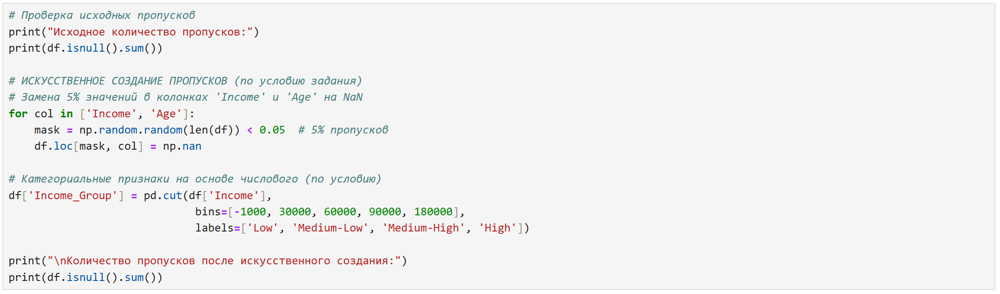 # Проверка исходных пропусков
print("Исходное количество пропусков:")
print(df.isnull().sum())

# ИСКУССТВЕННОЕ СОЗДАНИЕ ПРОПУСКОВ (по условию задания)
# Замена 5% значений в колонках 'Income' и 'Age' на NaN
for col in ['Income', 'Age']:
    mask = np.random.random(len(df)) < 0.05  # 5% пропусков
    df.loc[mask, col] = np.nan

# Категориальные признаки на основе числового (по условию)
df['Income_Group'] = pd.cut(df['Income'],
                             bins=[-1000, 30000, 60000, 90000, 180000],
                             labels=['Low', 'Medium-Low', 'Medium-High', 'High'])

print("\nКоличество пропусков после искусственного создания:")
print(df.isnull().sum())